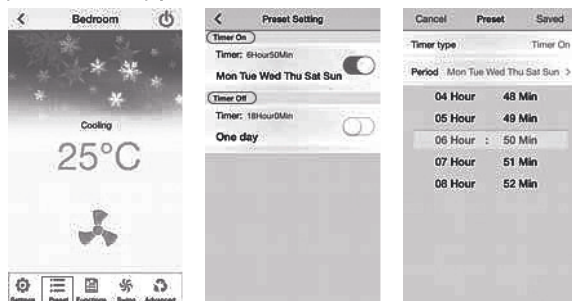 Bedroom
Cooling
25°C
Settings Preset Functions Swing Advanced
Preset Setting
Timer On
Timer: 6Hour50Min
Mon Tue Wed Thu Sat Sun
Timer Off
Timer: 18Hour0Min
One day
Cancel Preset Saved
Timer type Timer On
Period Mon Tue Wed Thu Sat Sun >
04 Hour 48 Min
05 Hour 49 Min
06 Hour : 50 Min
07 Hour 51 Min
08 Hour 52 Min